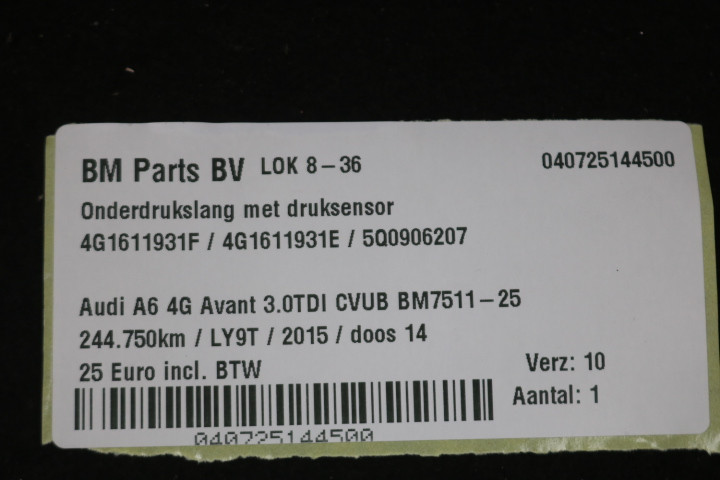 BM Parts BV LOK 8-36 040725144500
Onderdrukslang met druksensor
4G1611931F / 4G1611931E / 5Q0906207
Audi A6 4G Avant 3.0TDI CVUB BM7511-25
244.750km / LY9T / 2015 / doos 14
25 Euro incl. BTW Verz: 10
Aantal: 1
040725144500